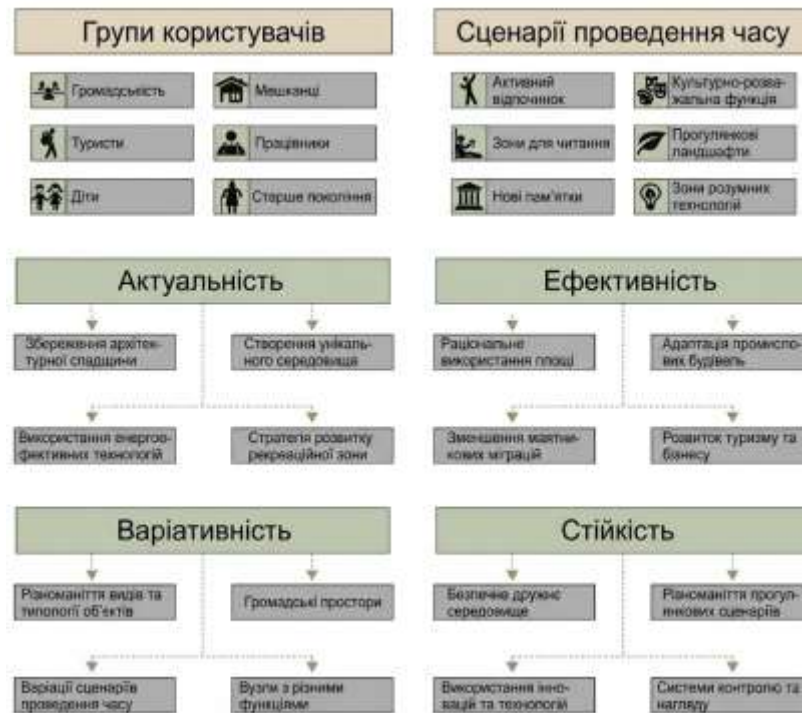 Групи користувачів
Громадськість
Мешканці
Туристи
Працівники
Діти
Старше покоління
Сценарії проведення часу
Активний
відпочинок
Культурно-розва-
жальна функція
Зони для читання
Прогулянкові
ландшафти
Нові пам'ятки
Зони розумних
технологій
Актуальність
Збереження архітек-
турної спадщини
Створення унікаль-
ного середовища
Використання енергое-
фективних технологій
Стратегія розвитку
рекреаційної зони
Ефективність
Раціональне
використання площі
Адаптація промисло-
вих будівель
Зменшення маятни-
кових міграцій
Розвиток туризму та
бізнесу
Варіативність
Різноманіття видів та
типології об'єктів
Громадські простори
Варіації сценаріїв
проведення часу
Вузли з різними
функціями
Стійкість
Безпечне дружнє
середовище
Різноманіття прогул-
янкових сценаріїв
Використання інно-
вацій та технологій
Системи контролю та
нагляду